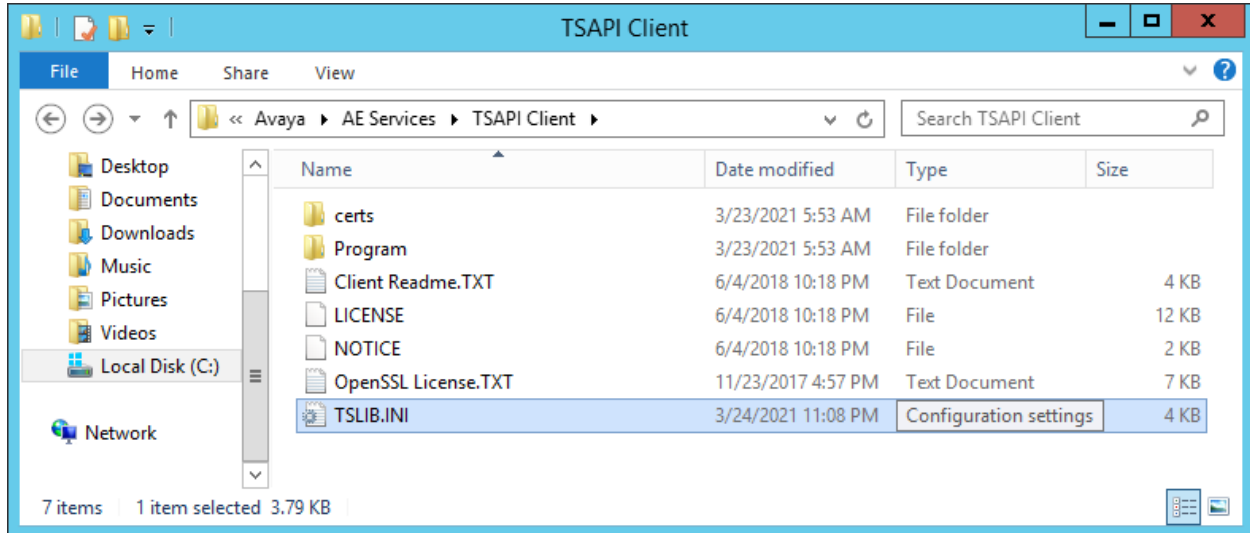 TSAPI Client
File Home Share View
« Avaya AE Services TSAPI Client Search TSAPI Client
Desktop
Documents
Downloads
Music
Pictures
Videos
Local Disk (C:)
Network
Name Date modified Type Size
certs 3/23/2021 5:53 AM File folder
Program 3/23/2021 5:53 AM File folder
Client Readme.TXT 6/4/2018 10:18 PM Text Document 4 KB
LICENSE 6/4/2018 10:18 PM File 12 KB
NOTICE 6/4/2018 10:18 PM File 2 KB
OpenSSL License.TXT 11/23/2017 4:57 PM Text Document 7 KB
TSLIB.INI 3/24/2021 11:08 PM Configuration settings 4 KB
7 items 1 item selected 3.79 KB